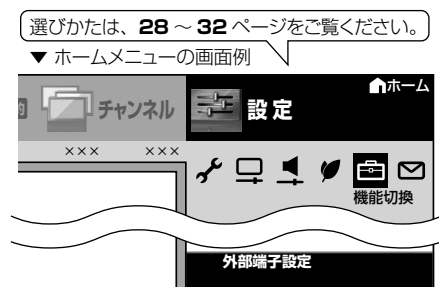 選びかたは、28 ～ 32 ページをご覧ください。
▼ ホームメニューの画面例
ホーム
的 チャンネル 設定
××× ×××
機能切換
外部端子設定